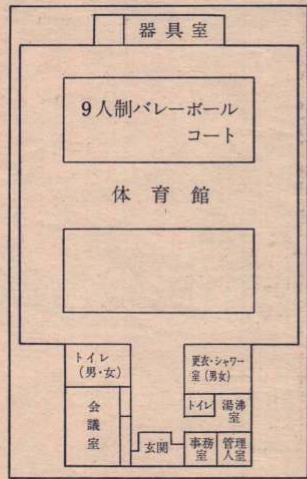 器具室
9人制バレーボール
コート
体育館
トイレ
(男・女)
更衣・シャワー
室(男女)
会議室
トイレ
湯沸室
玄関
事務室
管理人室